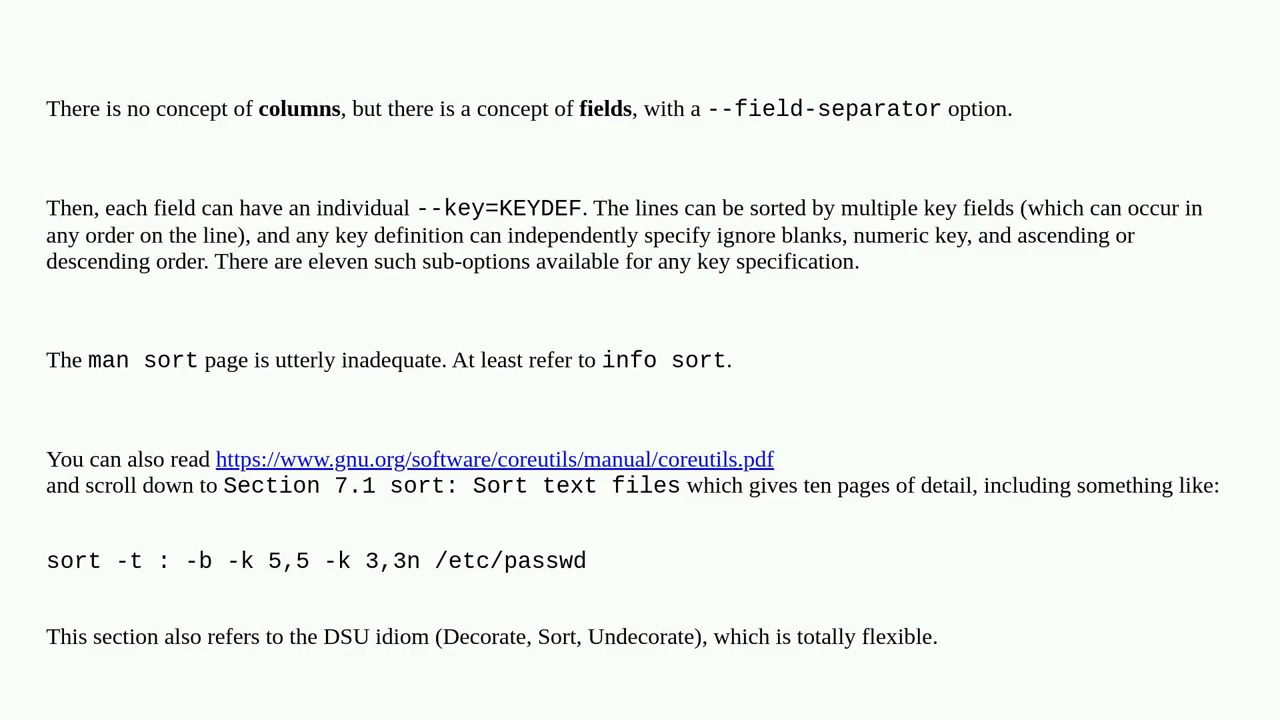 There is no concept of columns, but there is a concept of fields, with a --field-separator option.
Then, each field can have an individual --key=KEYDEF. The lines can be sorted by multiple key fields (which can occur in
any order on the line), and any key definition can independently specify ignore blanks, numeric key, and ascending or
descending order. There are eleven such sub-options available for any key specification.
The man sort page is utterly inadequate. At least refer to info sort.
You can also read https://www.gnu.org/software/coreutils/manual/coreutils.pdf
and scroll down to Section 7.1 sort: Sort text files which gives ten pages of detail, including something like:
sort -t : -b -k 5,5 -k 3,3n /etc/passwd
This section also refers to the DSU idiom (Decorate, Sort, Undecorate), which is totally flexible.